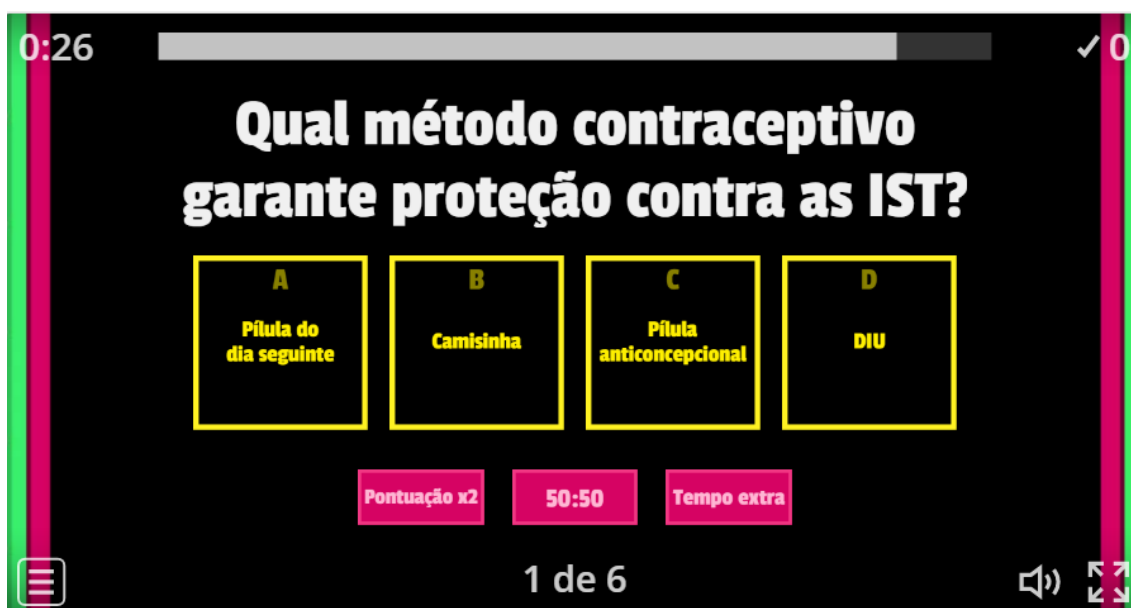 0:26
✓ 0
Qual método contraceptivo
garante proteção contra as IST?
A
Pílula do
dia seguinte
B
Camisinha
C
Pílula
anticoncepcional
D
DIU
Pontuação x2
50:50
Tempo extra
1 de 6